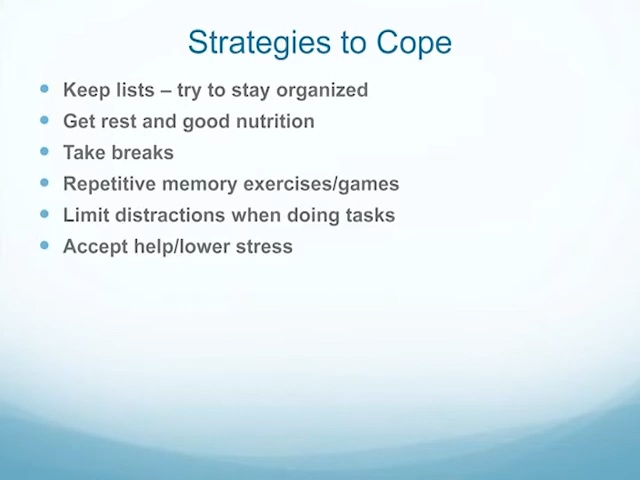 Strategies to Cope
Keep lists – try to stay organized
Get rest and good nutrition
Take breaks
Repetitive memory exercises/games
Limit distractions when doing tasks
Accept help/lower stress